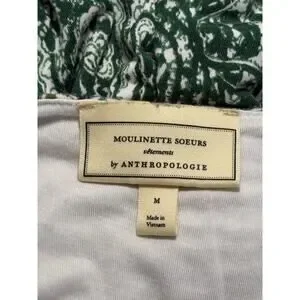 MOULINETTE SOEURS
vêtements
by ANTHROPOLOGIE
M
Made in
Vietnam